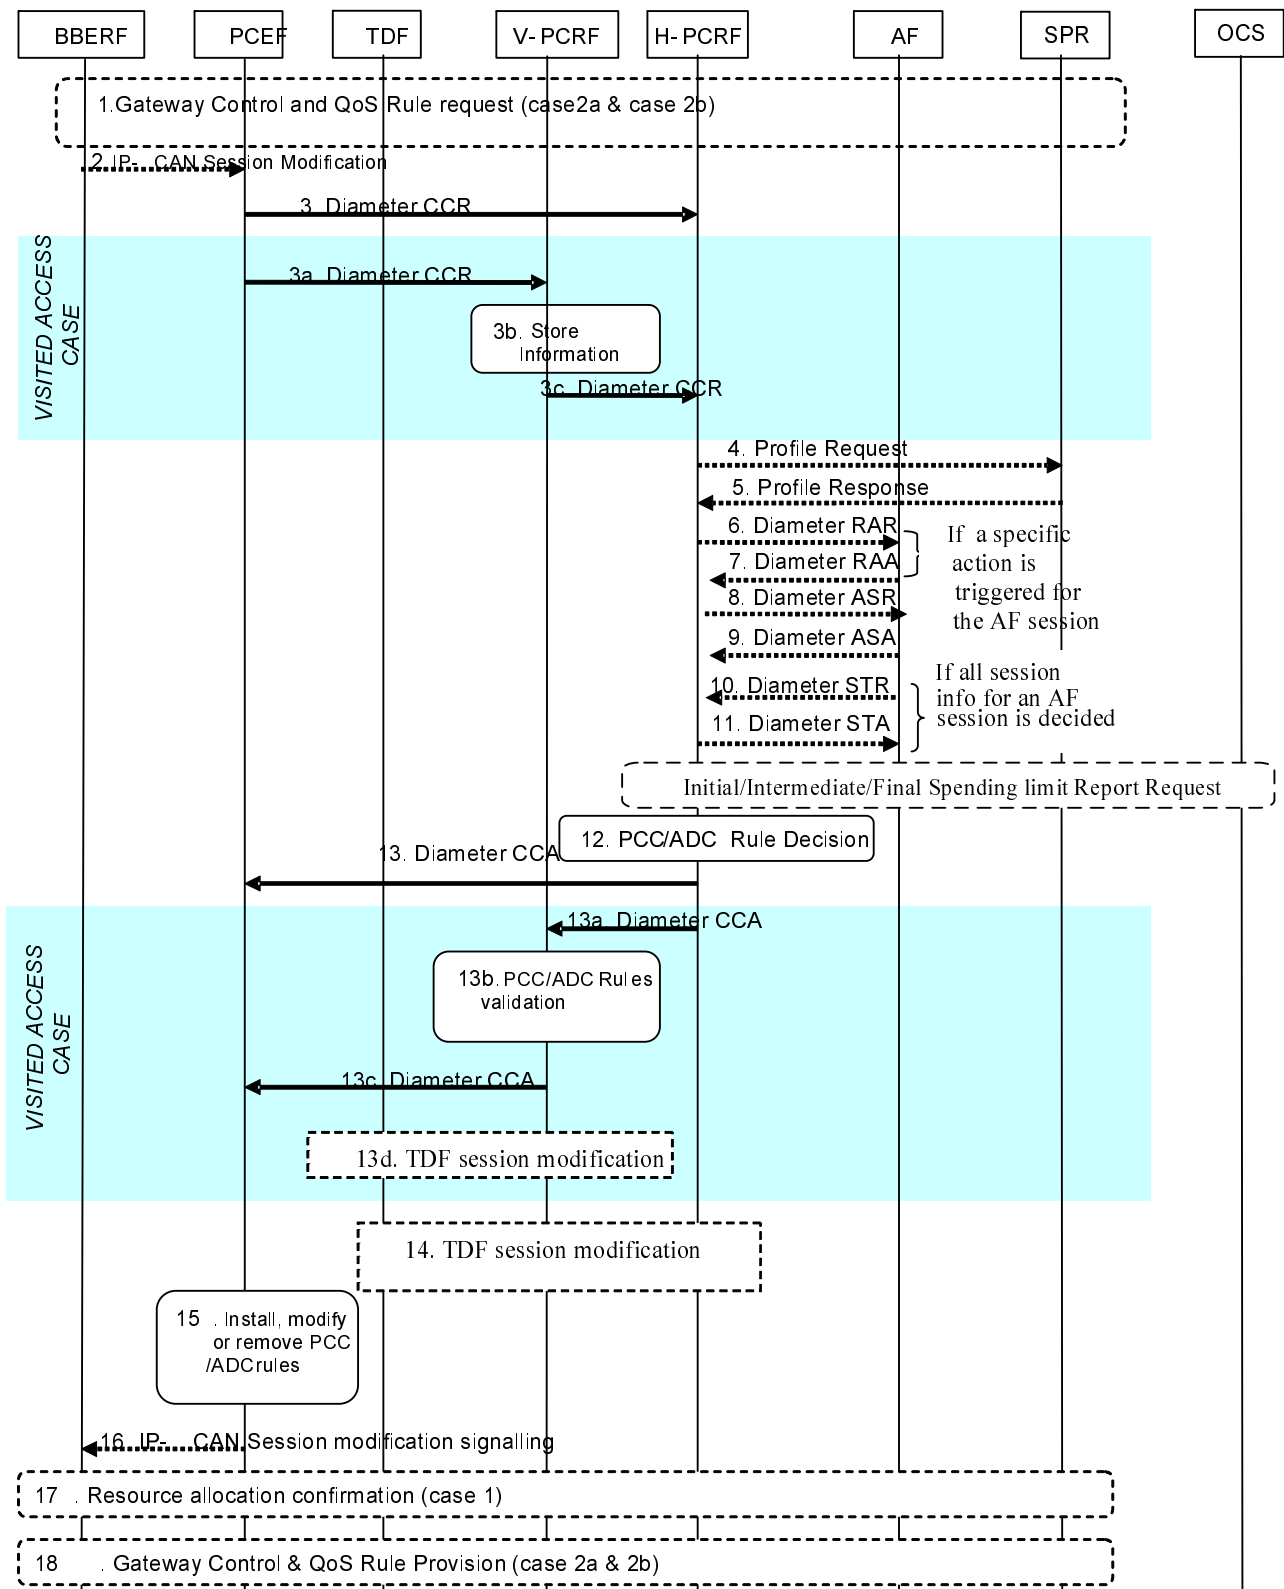 BBERF
PCEF
TDF
V-PCRF
H-PCRF
AF
SPR
OCS
1.Gateway Control and QoS Rule request (case2a & case 2b)
2. IP- CAN Session Modification
3. Diameter CCR
VISITED ACCESS
CASE
3a. Diameter CCR
3b. Store
Information
3c. Diameter CCR
4. Profile Request
5. Profile Response
6. Diameter RAR
7. Diameter RAA
8. Diameter ASR
9. Diameter ASA
If a specific
action is
triggered for
the AF session
10. Diameter STR
11. Diameter STA
If all session
info for an AF
session is decided
Initial/Intermediate/Final Spending limit Report Request
12. PCC/ADC Rule Decision
13. Diameter CCA
VISITED ACCESS
CASE
13a. Diameter CCA
13b. PCC/ADC Rules
validation
13c. Diameter CCA
13d. TDF session modification
14. TDF session modification
15 . Install, modify
or remove PCC
/ADCrules
16. IP- CAN Session modification signalling
17 . Resource allocation confirmation (case 1)
18 . Gateway Control & QoS Rule Provision (case 2a & 2b)